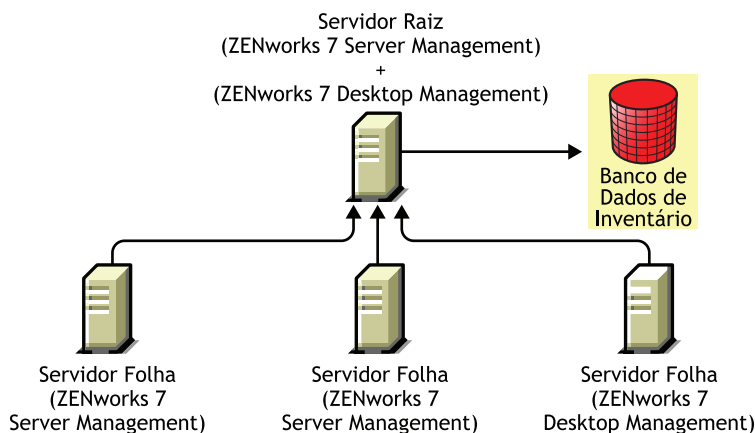 Servidor Raiz
(ZENworks 7 Server Management)
+
(ZENworks 7 Desktop Management)
Banco de
Dados de
Inventário
Servidor Folha
(ZENworks 7
Server Management)
Servidor Folha
(ZENworks 7
Server Management)
Servidor Folha
(ZENworks 7
Desktop Management)